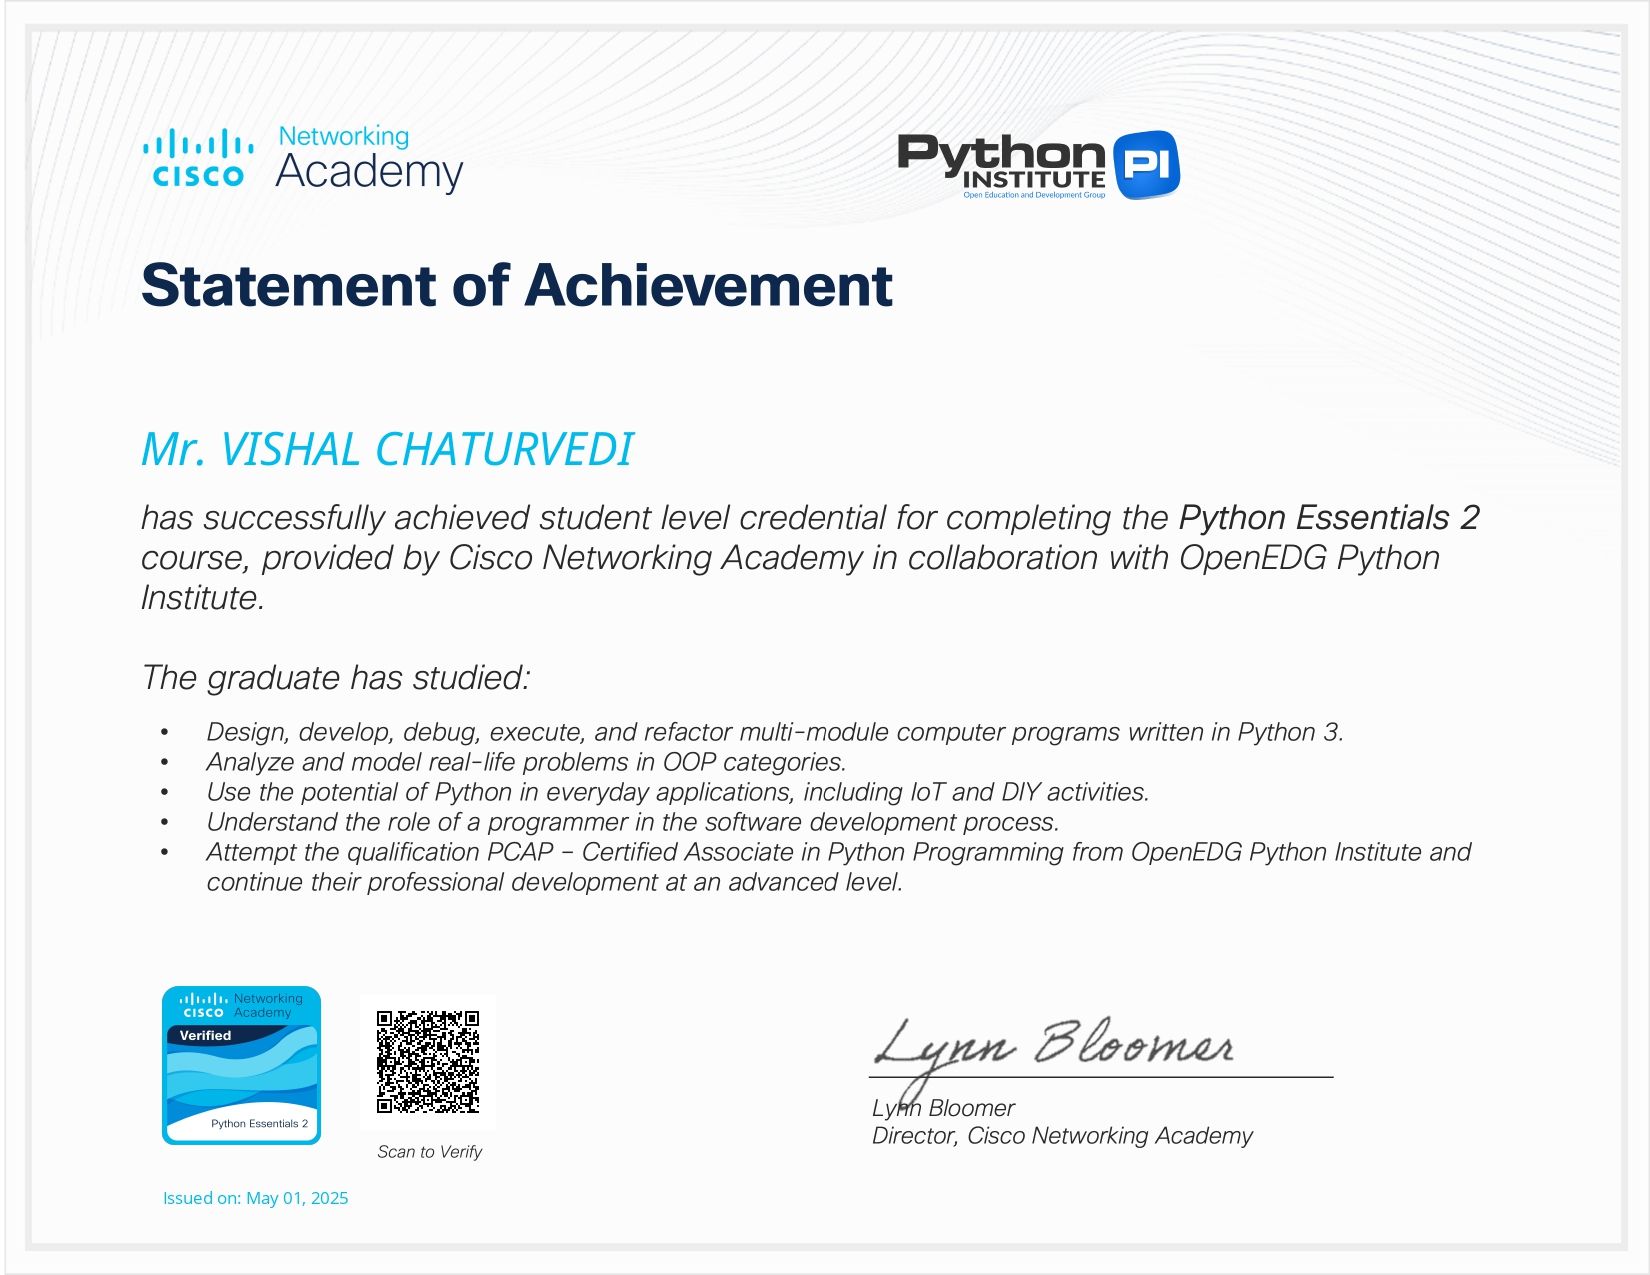 CISCO Networking Academy
Python INSTITUTE PI
Open Education and Development Group
Statement of Achievement
Mr. VISHAL CHATURVEDI
has successfully achieved student level credential for completing the Python Essentials 2
course, provided by Cisco Networking Academy in collaboration with OpenEDG Python
Institute.
The graduate has studied:
• Design, develop, debug, execute, and refactor multi-module computer programs written in Python 3.
• Analyze and model real-life problems in OOP categories.
• Use the potential of Python in everyday applications, including IoT and DIY activities.
• Understand the role of a programmer in the software development process.
• Attempt the qualification PCAP – Certified Associate in Python Programming from OpenEDG Python Institute and
continue their professional development at an advanced level.
CISCO Networking Academy
Verified
Python Essentials 2
Scan to Verify
Issued on: May 01, 2025
Lynn Bloomer
Lynn Bloomer
Director, Cisco Networking Academy